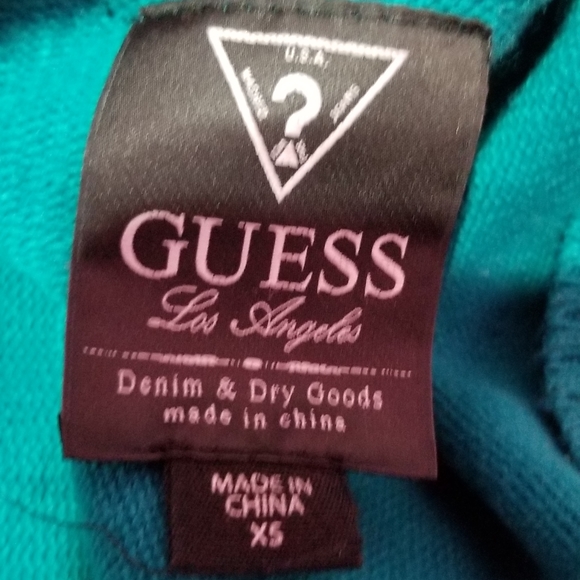 U.S.A.
?
GUESS
Los Angeles
Denim & Dry Goods
made in china
MADE IN
CHINA
XS